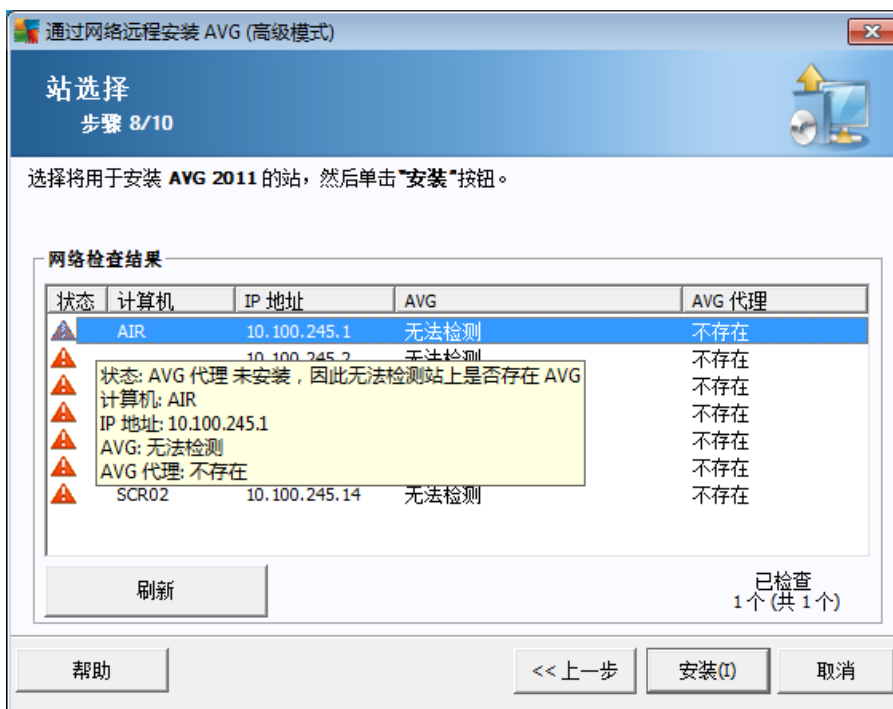 通过网络远程安装 AVG (高级模式)
站选择
步骤 8/10
选择将用于安装 AVG 2011 的站，然后单击"安装"按钮。
网络检查结果
状态 计算机 IP 地址 AVG AVG 代理
AIR 10.100.245.1 无法检测 不存在
10.100.245.2 无法检测 不存在
状态: AVG 代理 未安装，因此无法检测站上是否存在 AVG 不存在
计算机: AIR 不存在
IP 地址: 10.100.245.1 不存在
AVG: 无法检测 不存在
AVG 代理: 不存在
SCR02 10.100.245.14 无法检测 不存在
刷新
已检查
1 个 (共 1 个)
帮助 << 上一步 安装(I) 取消